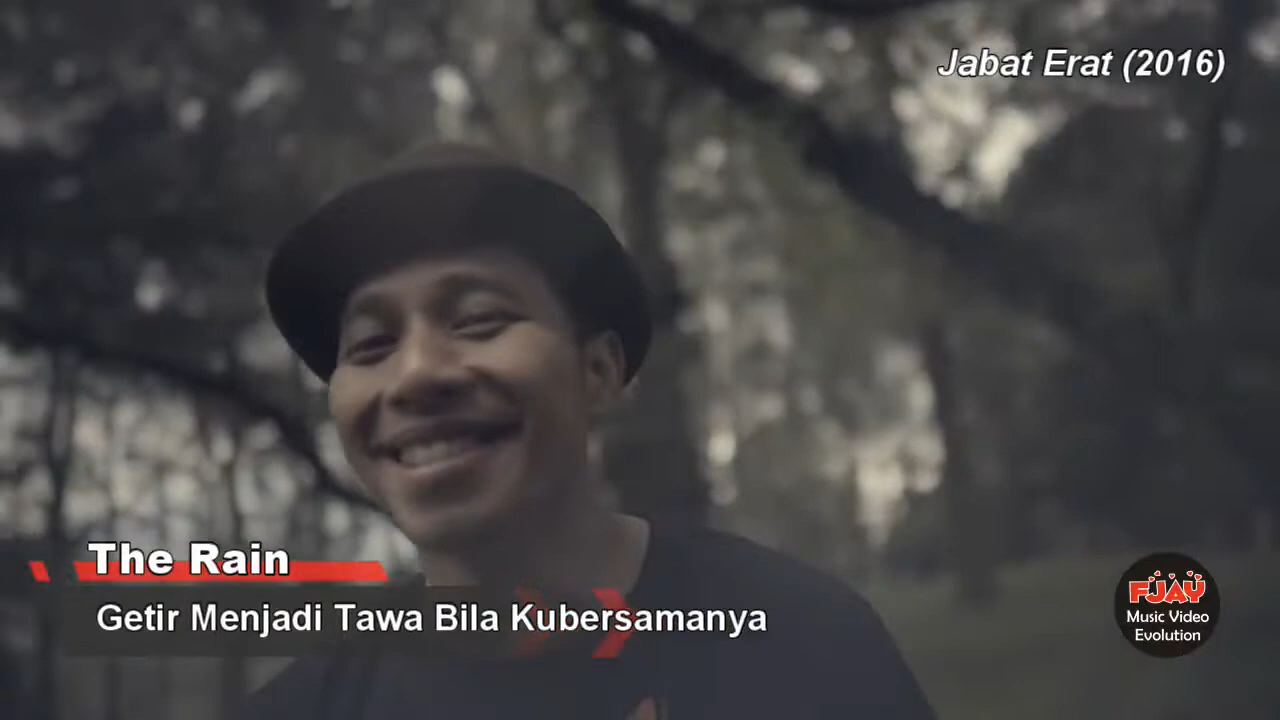 Jabat Erat (2016)
The Rain
Getir Menjadi Tawa Bila Kubersamanya
FJAY
Music Video
Evolution